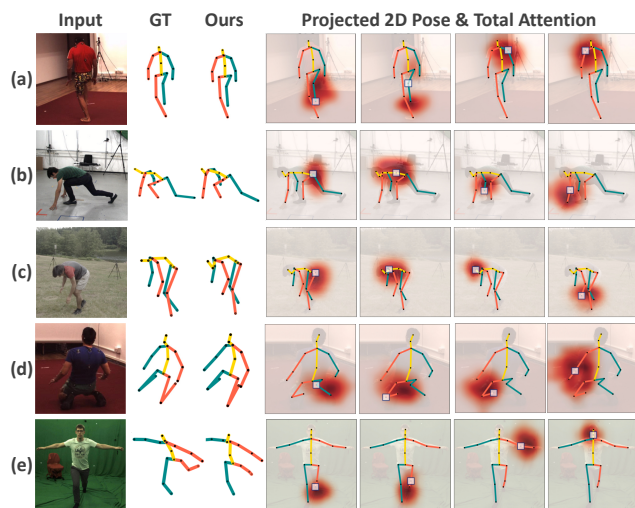 Input GT Ours Projected 2D Pose & Total Attention
(a)
(b)
(c)
(d)
(e)